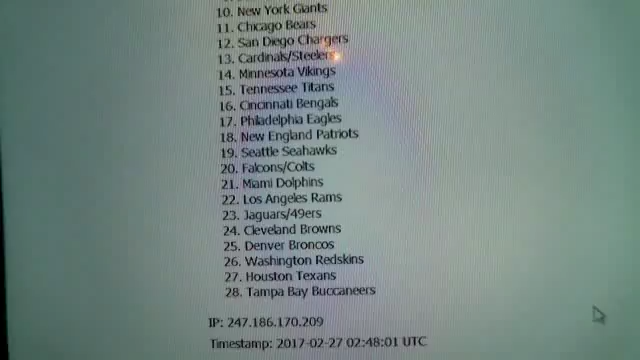 10. New York Giants
11. Chicago Bears
12. San Diego Chargers
13. Cardinals/Steelers
14. Minnesota Vikings
15. Tennessee Titans
16. Cincinnati Bengals
17. Philadelphia Eagles
18. New England Patriots
19. Seattle Seahawks
20. Falcons/Colts
21. Miami Dolphins
22. Los Angeles Rams
23. Jaguars/49ers
24. Cleveland Browns
25. Denver Broncos
26. Washington Redskins
27. Houston Texans
28. Tampa Bay Buccaneers
IP: 247.186.170.209
Timestamp: 2017-02-27 02:48:01 UTC